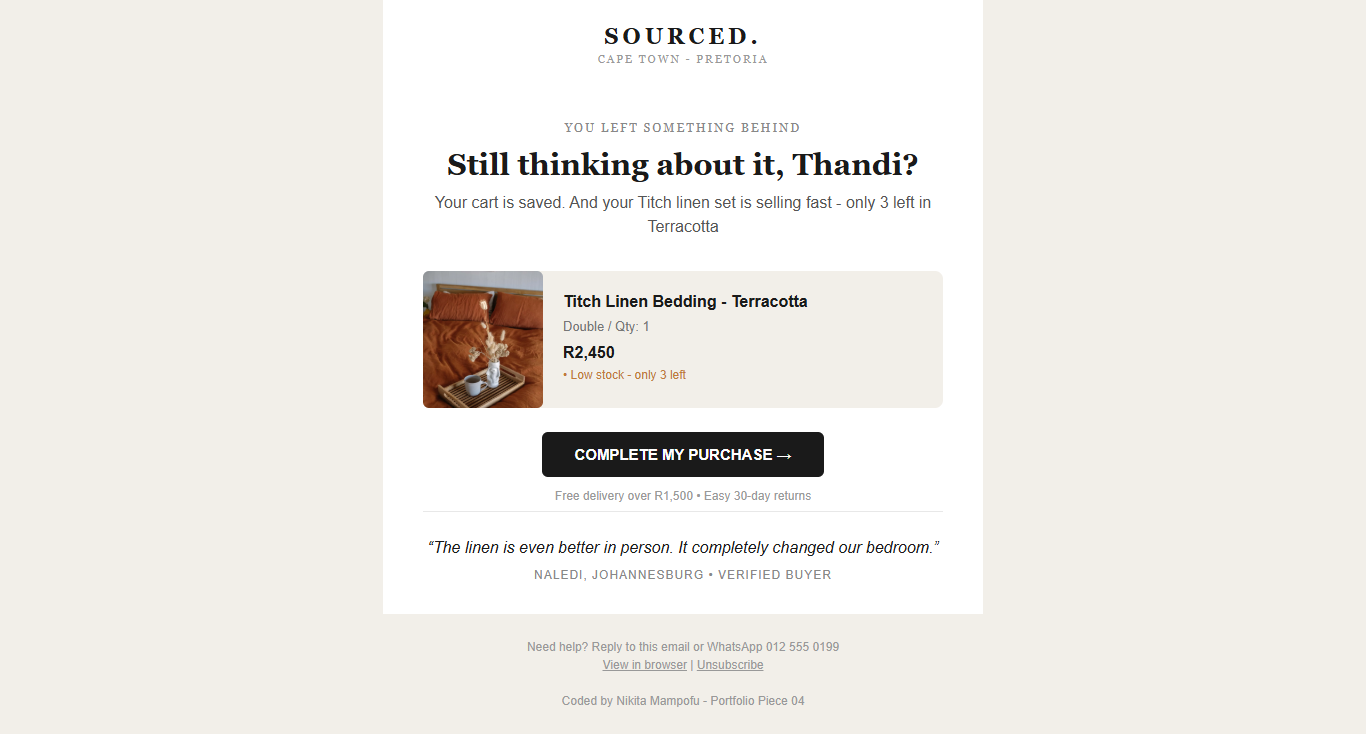 SOURCED.
CAPE TOWN - PRETORIA
YOU LEFT SOMETHING BEHIND
Still thinking about it, Thandi?
Your cart is saved. And your Titch linen set is selling fast - only 3 left in
Terracotta
Titch Linen Bedding - Terracotta
Double / Qty: 1
R2,450
• Low stock - only 3 left
COMPLETE MY PURCHASE →
Free delivery over R1,500 • Easy 30-day returns
“The linen is even better in person. It completely changed our bedroom.”
NALEDI, JOHANNESBURG • VERIFIED BUYER
Need help? Reply to this email or WhatsApp 012 555 0199
View in browser | Unsubscribe
Coded by Nikita Mampofu - Portfolio Piece 04